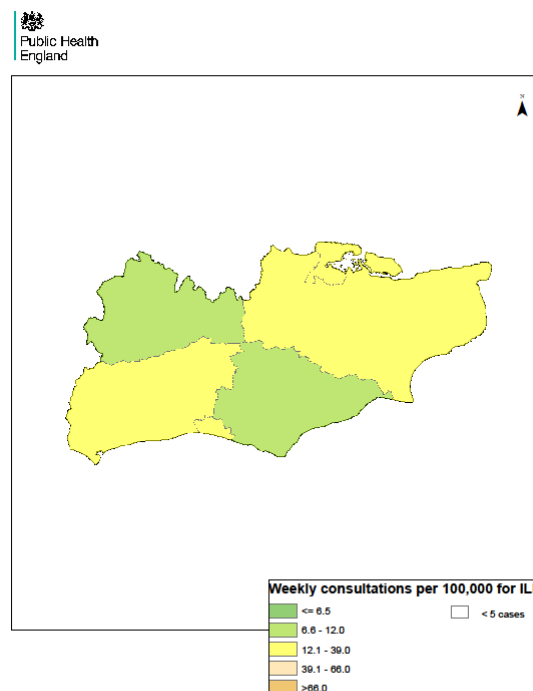 Public Health
England
N
Weekly consultations per 100,000 for IL
<= 6.5
< 5 cases
6.6 - 12.0
12.1 - 39.0
39.1 - 66.0
>66.0